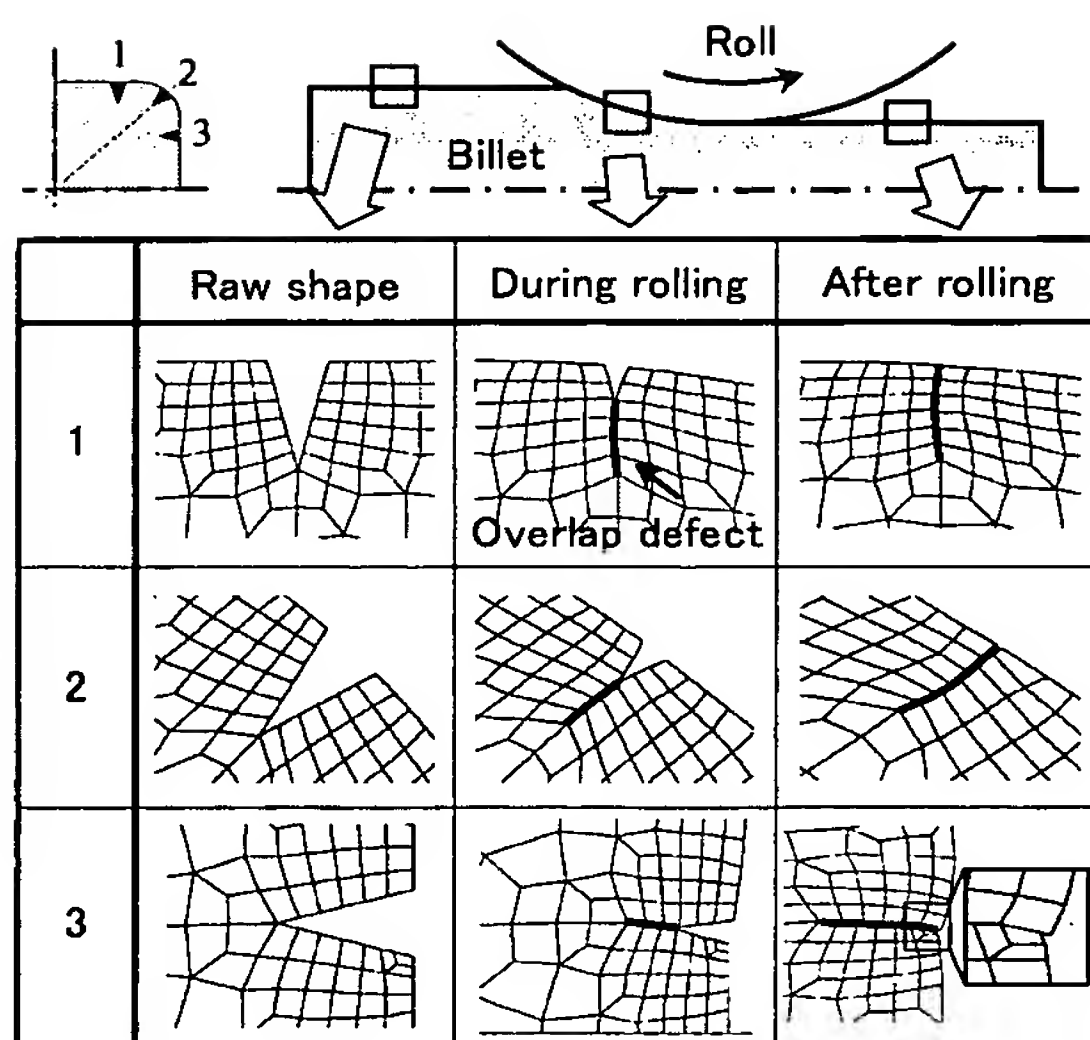 1
2
3
Roll
Billet
Raw shape
During rolling
After rolling
1
Overlap defect
2
3